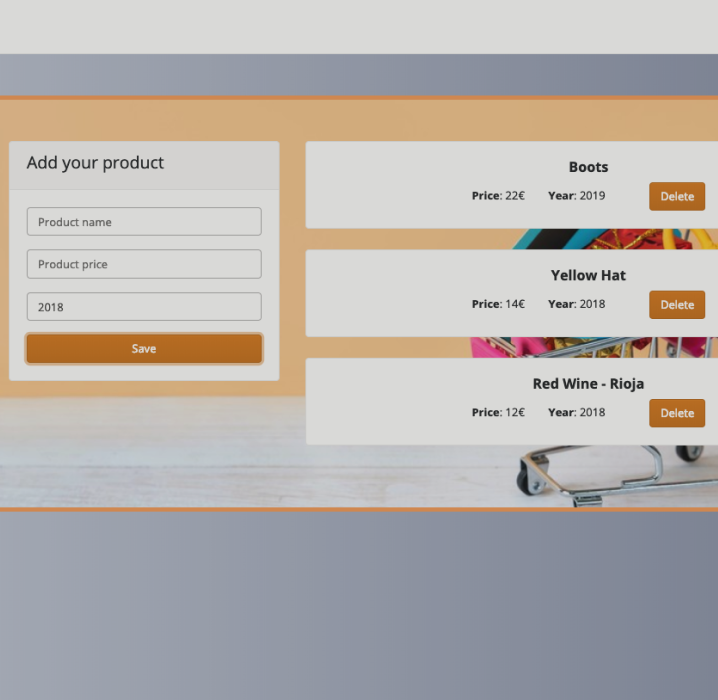 Add your product
Product name
Product price
2018
Save
Boots
Price: 22€ Year: 2019 Delete
Yellow Hat
Price: 14€ Year: 2018 Delete
Red Wine - Rioja
Price: 12€ Year: 2018 Delete